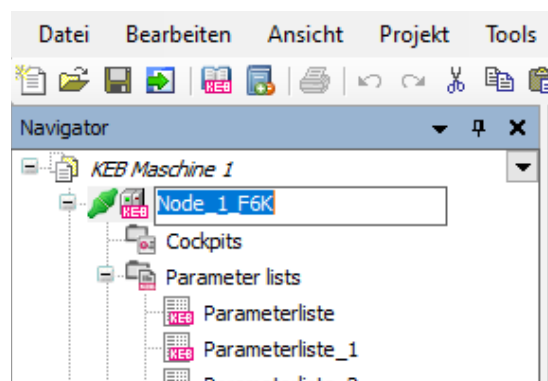 Datei Bearbeiten Ansicht Projekt Tools
Navigator
KEB Maschine 1
Node_1_F6K
Cockpits
Parameter lists
Parameterliste
Parameterliste_1